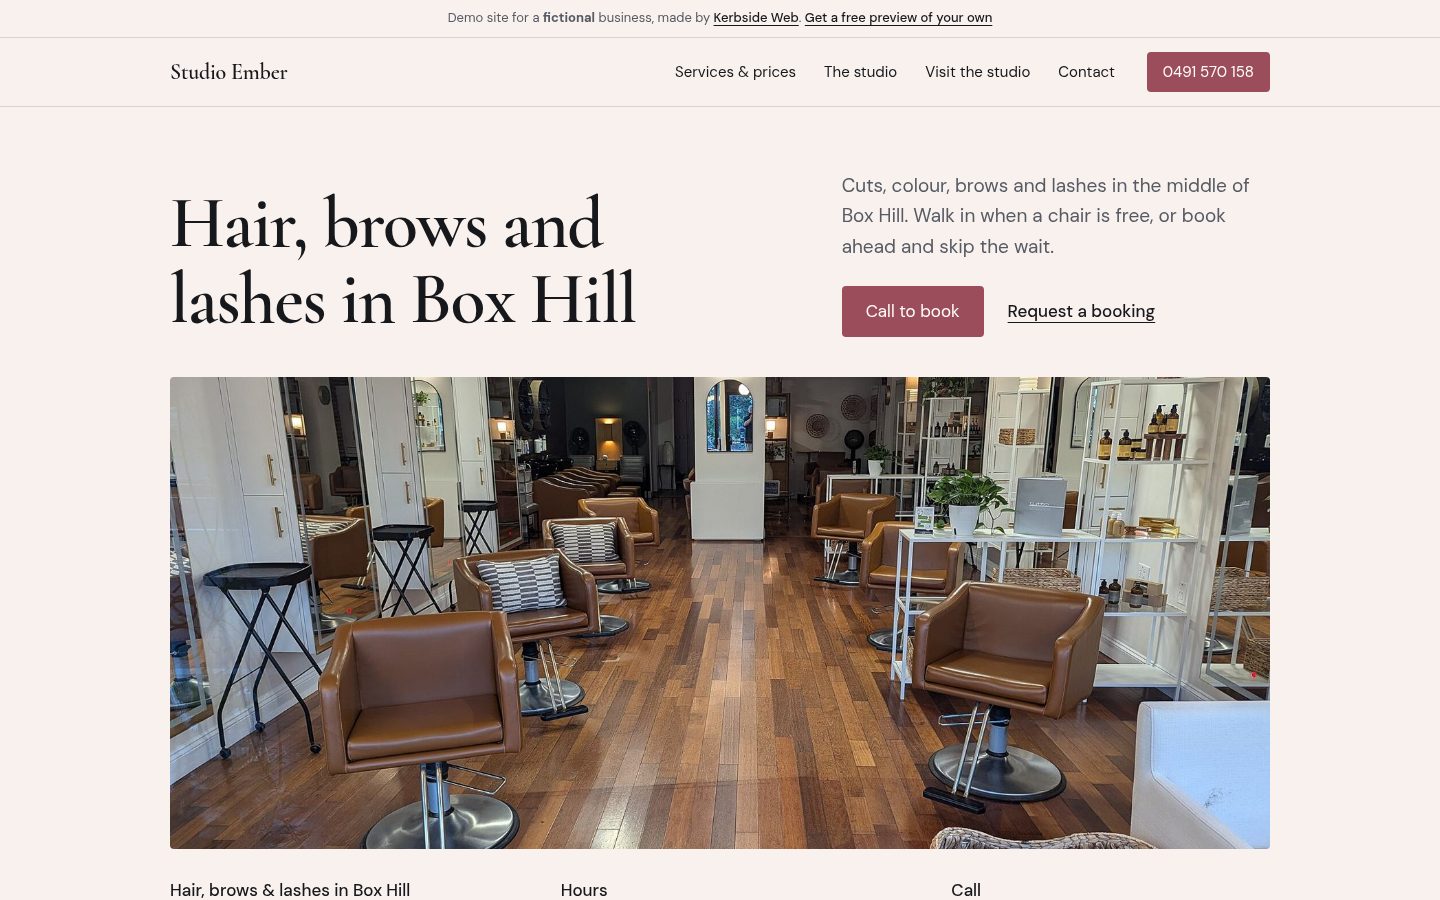 Demo site for a fictional business, made by Kerbside Web. Get a free preview of your own
Studio Ember
Services & prices
The studio
Visit the studio
Contact
0491 570 158
Hair, brows and
lashes in Box Hill
Cuts, colour, brows and lashes in the middle of
Box Hill. Walk in when a chair is free, or book
ahead and skip the wait.
Call to book
Request a booking
Hair, brows & lashes in Box Hill
Hours
Call